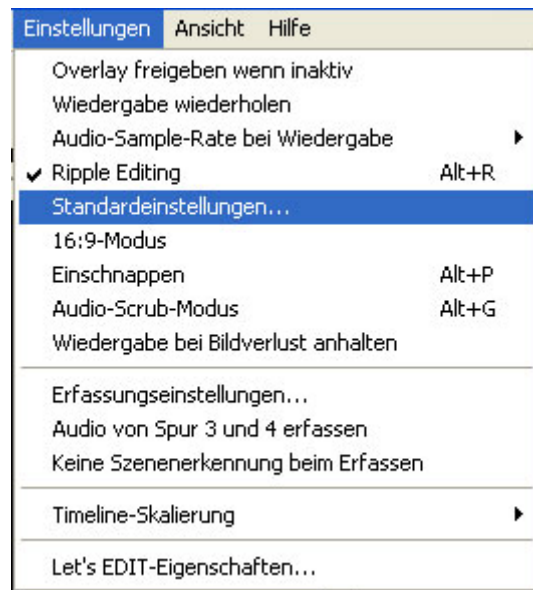 Einstellungen Ansicht Hilfe
Overlay freigeben wenn inaktiv
Wiedergabe wiederholen
Audio-Sample-Rate bei Wiedergabe
Ripple Editing Alt+R
Standardeinstellungen...
16:9-Modus
Einschnappen Alt+P
Audio-Scrub-Modus Alt+G
Wiedergabe bei Bildverlust anhalten
Erfassungseinstellungen...
Audio von Spur 3 und 4 erfassen
Keine Szenenerkennung beim Erfassen
Timeline-Skalierung
Let's EDIT-Eigenschaften...